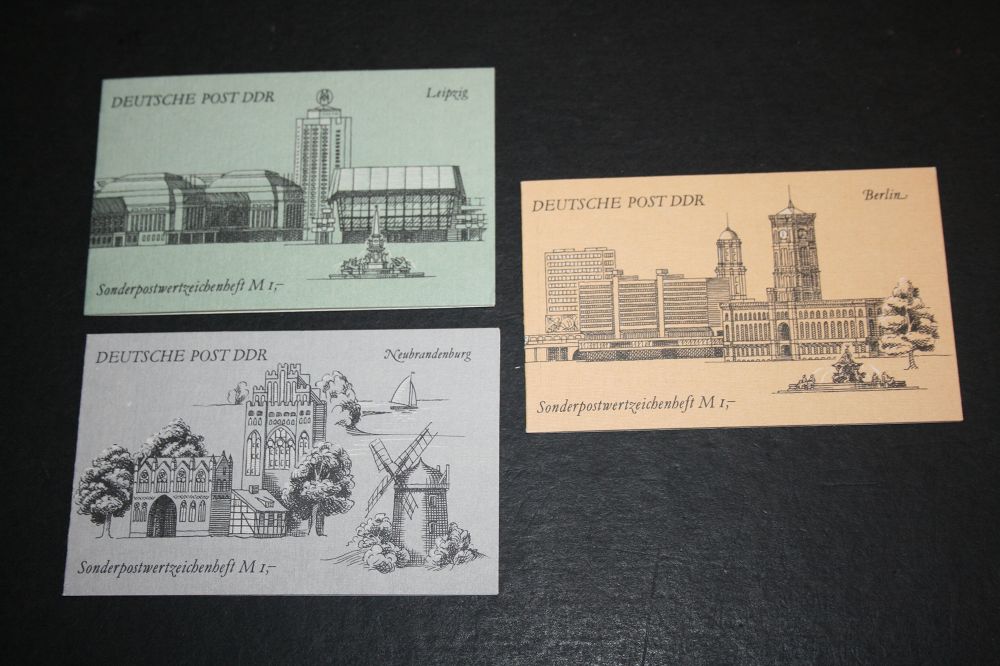 DEUTSCHE POST DDR
Leipzig
Sonderpostwertzeichenheft M 1,–
DEUTSCHE POST DDR
Berlin
Sonderpostwertzeichenheft M 1,–
DEUTSCHE POST DDR
Neubrandenburg
Sonderpostwertzeichenheft M 1,–